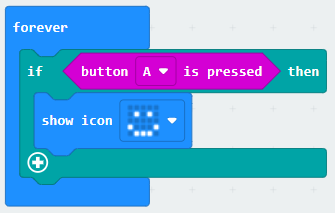 forever
if button A is pressed then
show icon